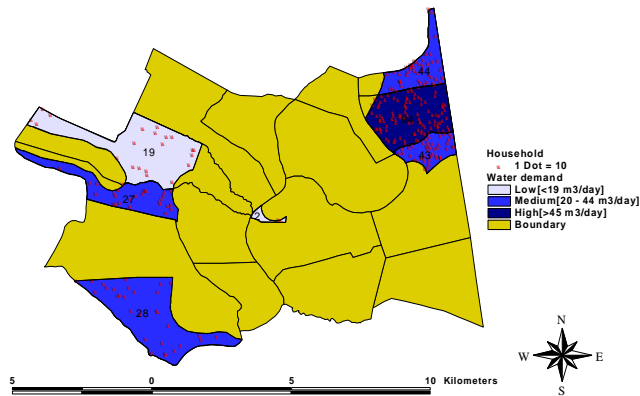 44
43
19
27
2
28
Household
1 Dot = 10
Water demand
Low[<19 m3/day]
Medium[20 - 44 m3/day]
High[>45 m3/day]
Boundary
N
W E
S
5 0 5 10 Kilometers